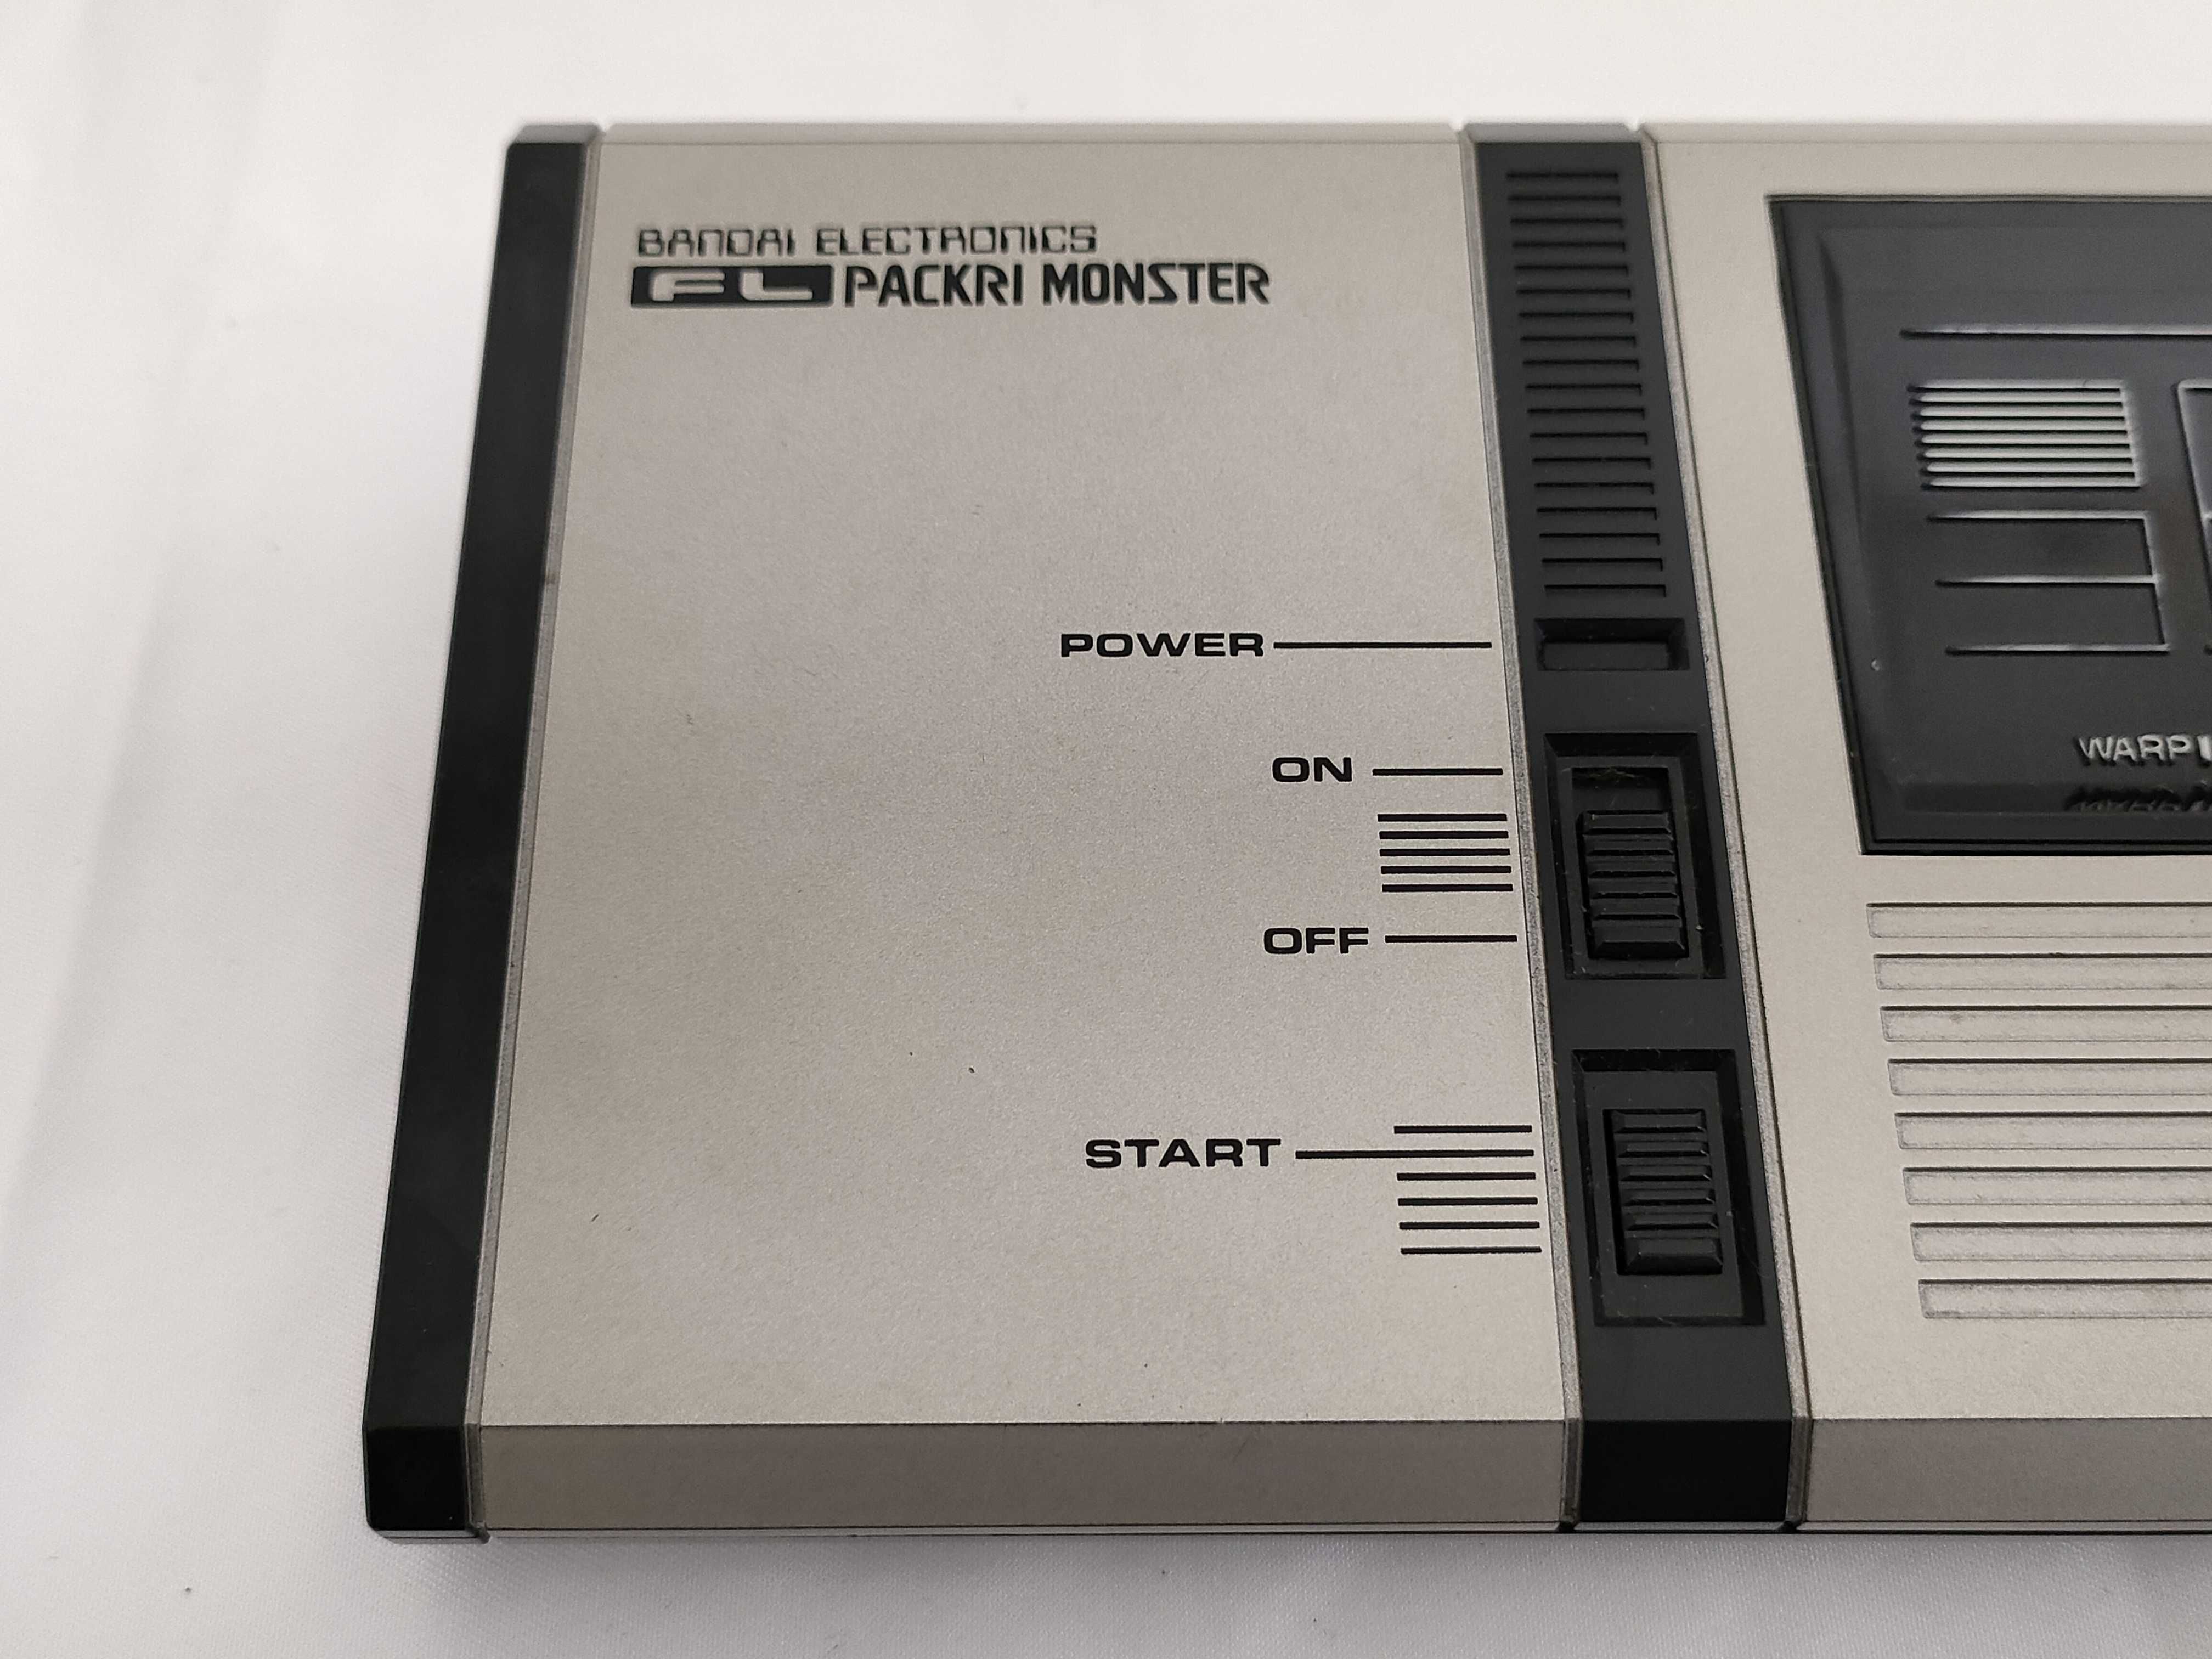 BANDAI ELECTRONICS
FL PACKRI MONSTER
POWER
ON
OFF
START
WARP